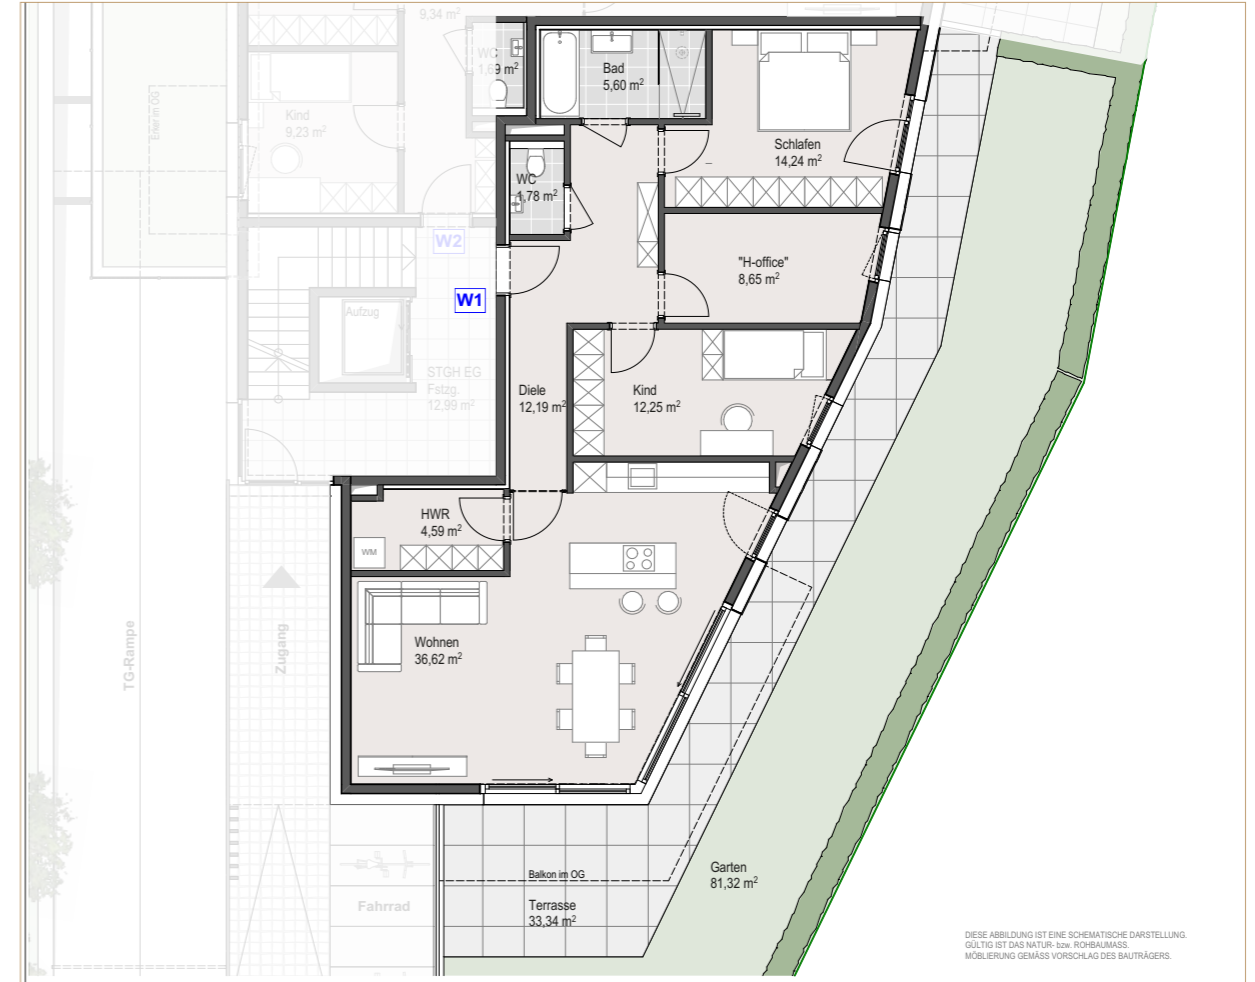 9,34 m²
WC
1,69 m²
Kind
9,23 m²
Erker im OG
Bad
5,60 m²
Schlafen
14,24 m²
WC
1,78 m²
W2
"H-office"
8,65 m²
W1
Aufzug
STGH EG
Fstzg.
12,99 m²
Diele
12,19 m²
Kind
12,25 m²
HWR
4,59 m²
WM
Wohnen
36,62 m²
TG-Rampe
Zugang
Garten
81,32 m²
Balkon im OG
Fahrrad
Terrasse
33,34 m²
DIESE ABBILDUNG IST EINE SCHEMATISCHE DARSTELLUNG.
GÜLTIG IST DAS NATUR- bzw. ROHBAUMASS.
MÖBLIERUNG GEMÄSS VORSCHLAG DES BAUTRÄGERS.